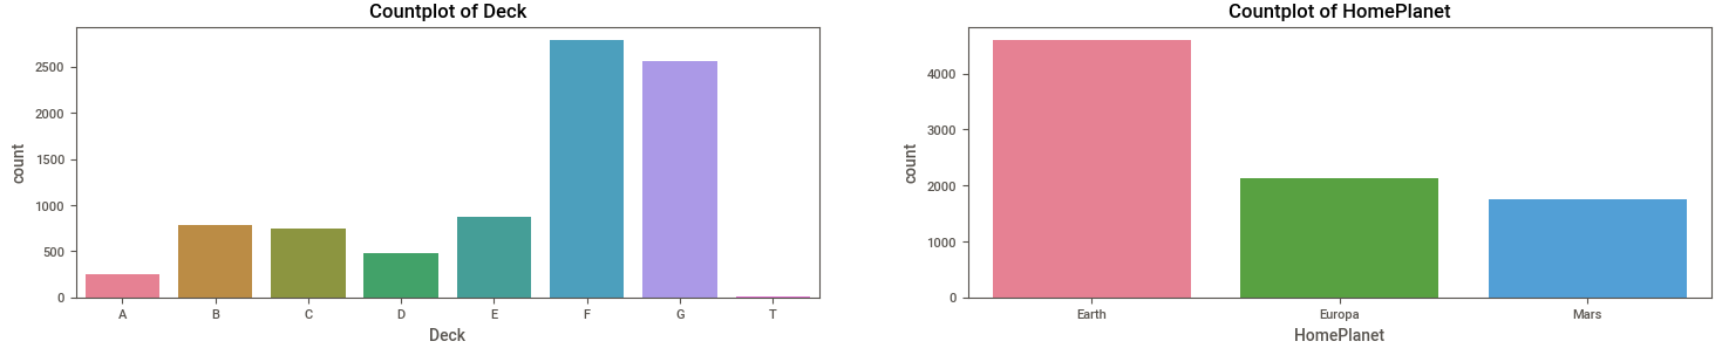 Countplot of Deck
count
2500
2000
1500
1000
500
0
A B C D E F G T
Deck
Countplot of HomePlanet
count
4000
3000
2000
1000
0
Earth Europa Mars
HomePlanet